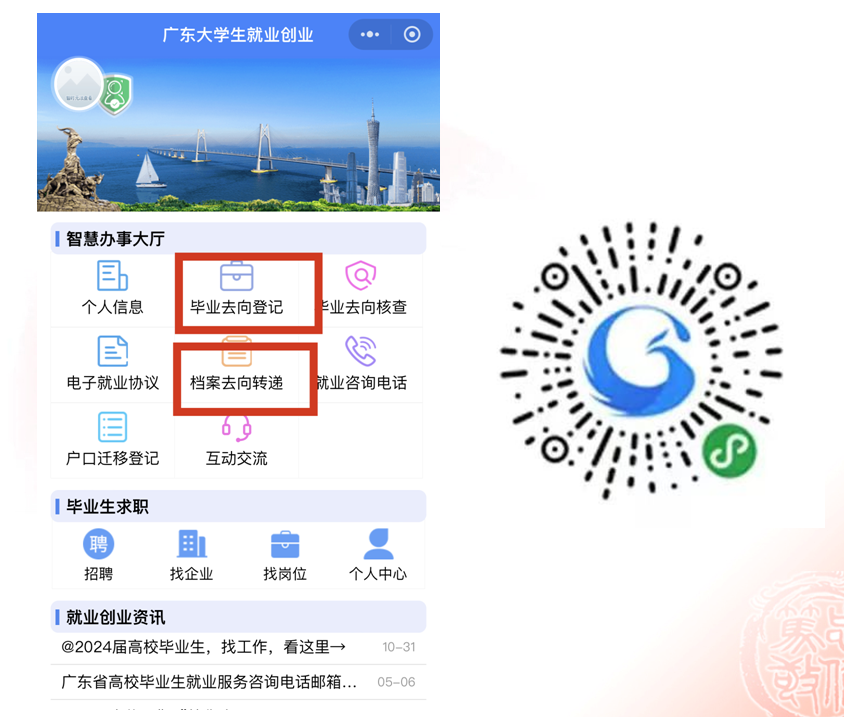 广东大学生就业创业
智慧办事大厅
个人信息
毕业去向登记
毕业去向核查
电子就业协议
档案去向转递
就业咨询电话
户口迁移登记
互动交流
毕业生求职
聘
招聘
找企业
找岗位
个人中心
就业创业资讯
@2024届高校毕业生，找工作，看这里→ 10-31
广东省高校毕业生就业服务咨询电话邮箱... 05-06